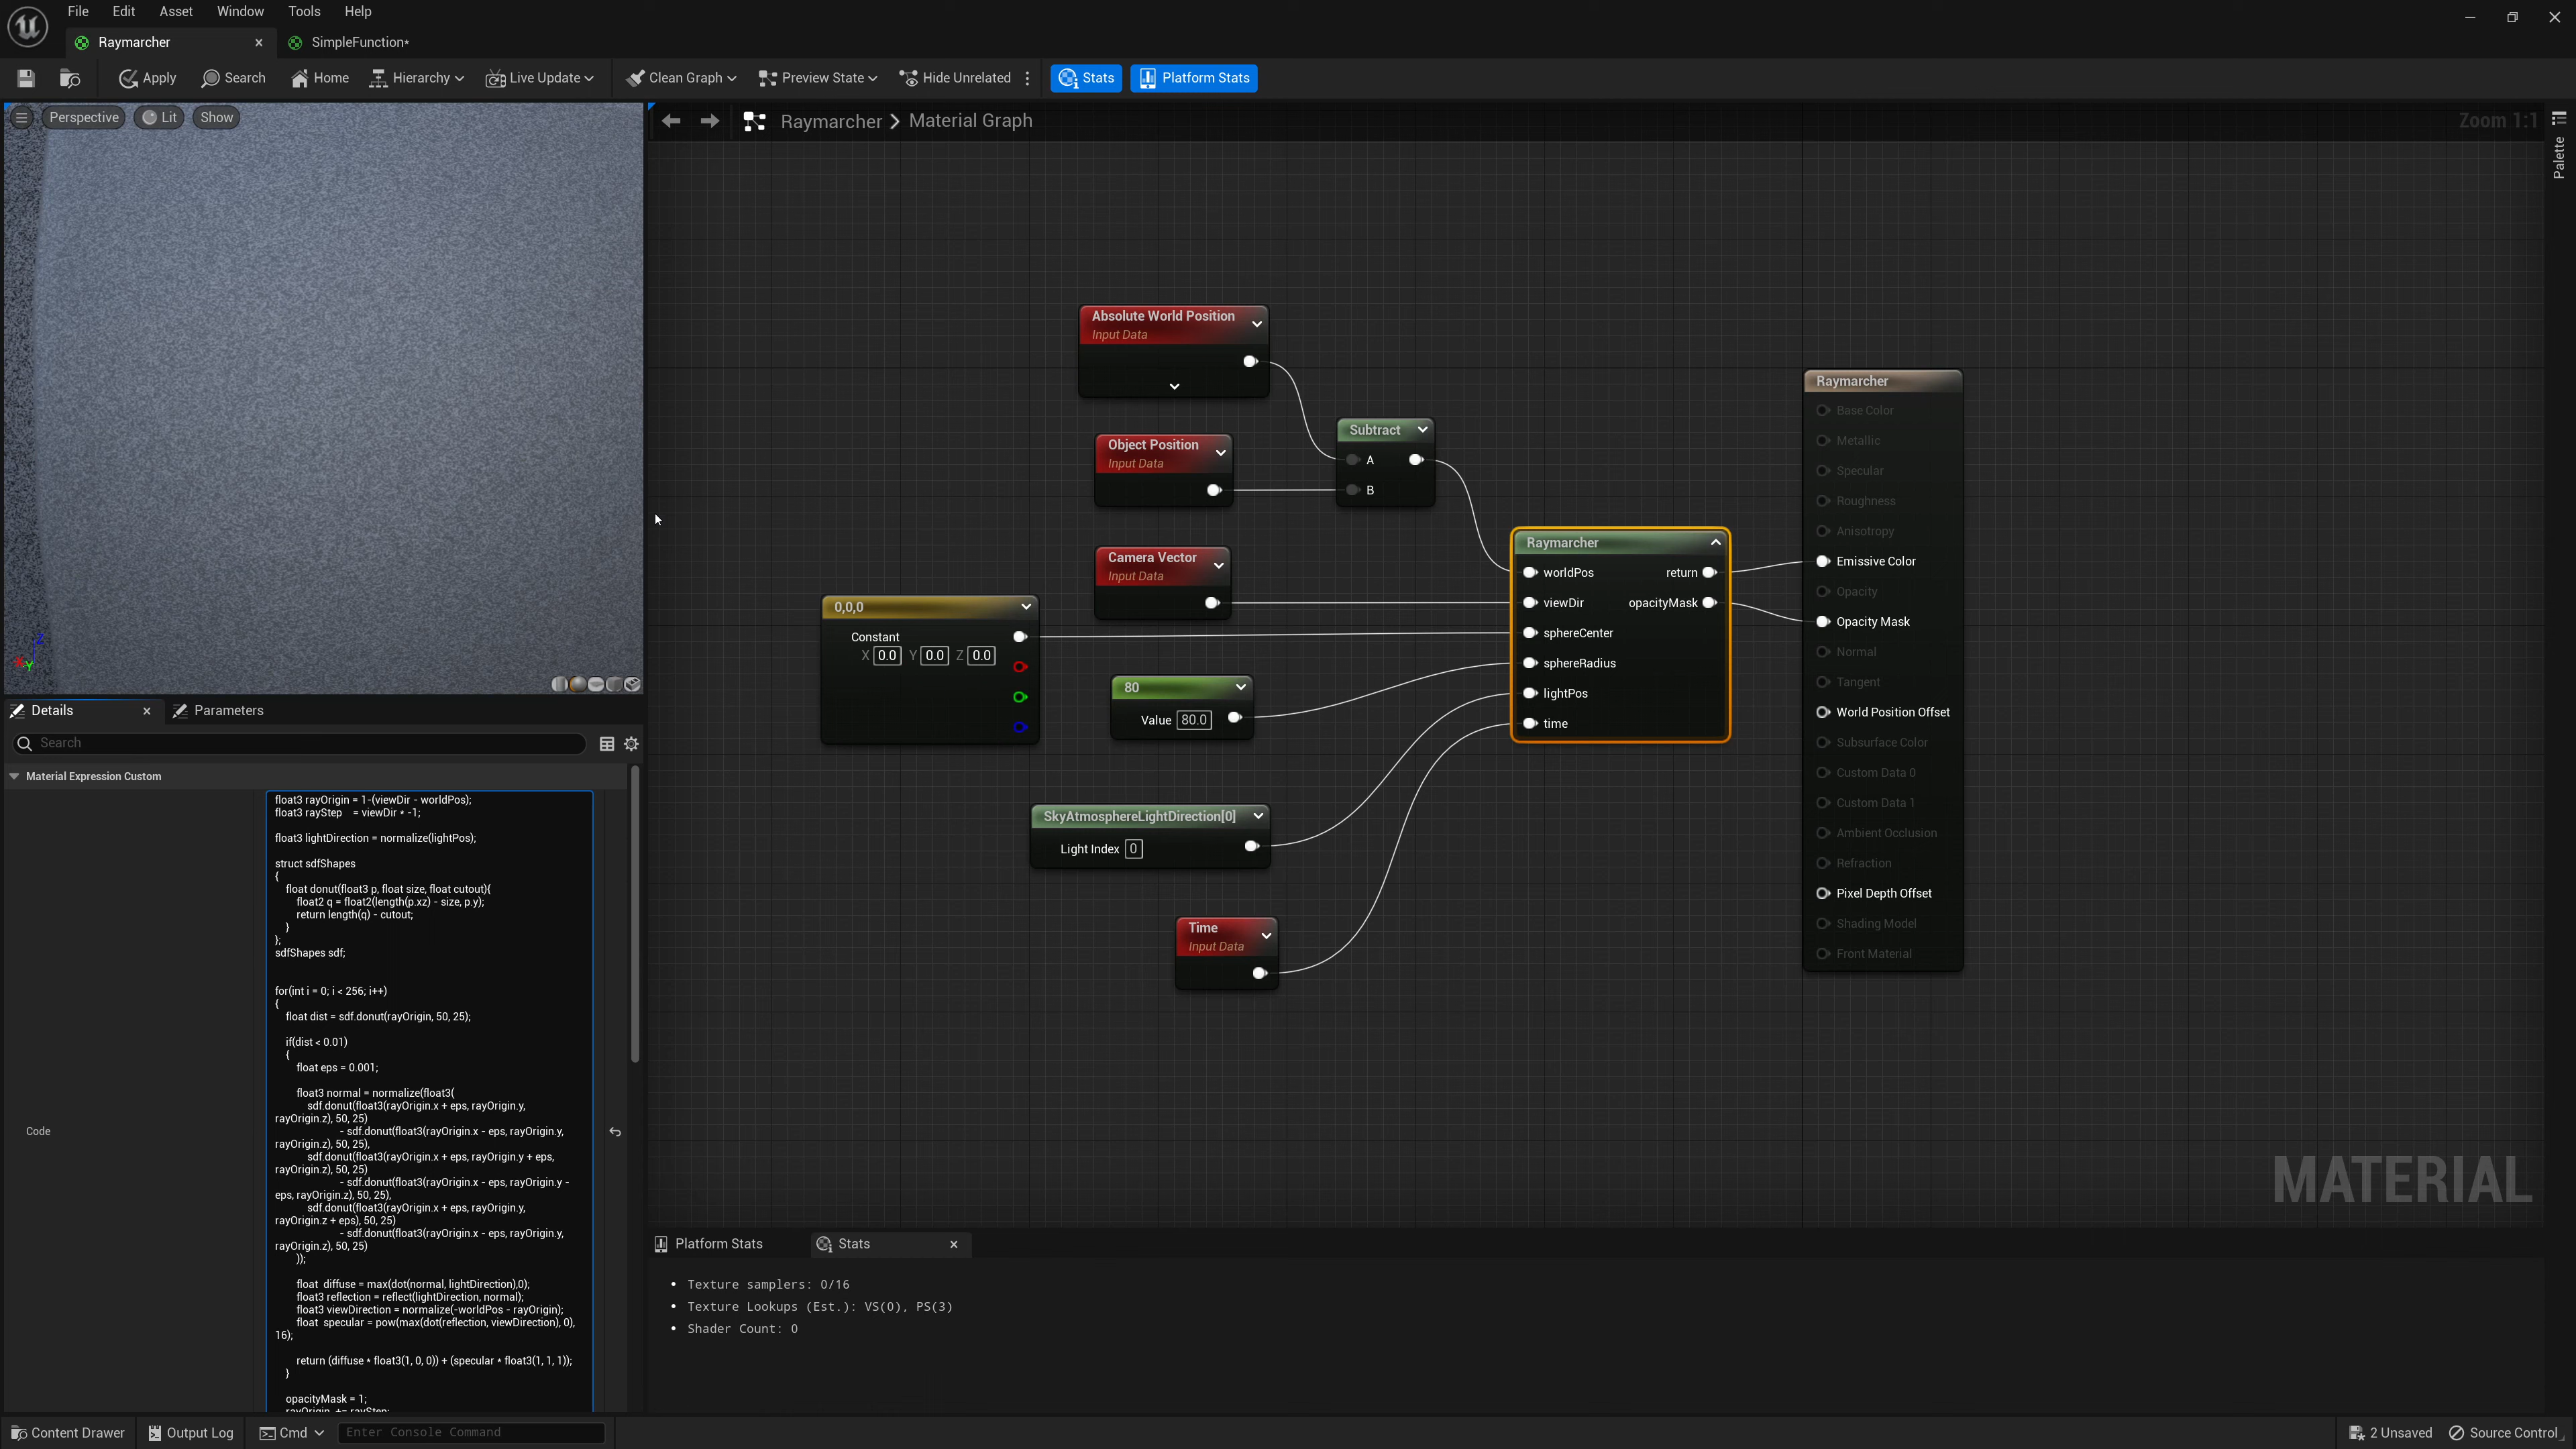 File Edit Asset Window Tools Help
Raymarcher
SimpleFunction*
Apply Search Home Hierarchy Live Update Clean Graph Preview State Hide Unrelated Stats Platform Stats
Perspective Lit Show
Raymarcher > Material Graph
Zoom 1:1
Palette
Absolute World Position
Input Data
Object Position
Input Data
Subtract
A
B
Camera Vector
Input Data
0,0,0
Constant
X 0.0 Y 0.0 Z 0.0
80
Value 80.0
SkyAtmosphereLightDirection[0]
Light Index 0
Time
Input Data
Raymarcher
worldPos return
viewDir opacityMask
sphereCenter
sphereRadius
lightPos
time
Raymarcher
Base Color
Metallic
Specular
Roughness
Anisotropy
Emissive Color
Opacity
Opacity Mask
Normal
Tangent
World Position Offset
Subsurface Color
Custom Data 0
Custom Data 1
Ambient Occlusion
Refraction
Pixel Depth Offset
Shading Model
Front Material
MATERIAL
X Y Z
Details Parameters
Search
Material Expression Custom
Code
float3 rayOrigin = 1-(viewDir - worldPos);
float3 rayStep = viewDir * -1;
float3 lightDirection = normalize(lightPos);
struct sdfShapes
{
float donut(float3 p, float size, float cutout){
float2 q = float2(length(p.xz) - size, p.y);
return length(q) - cutout;
}
};
sdfShapes sdf;
for(int i = 0; i < 256; i++)
{
float dist = sdf.donut(rayOrigin, 50, 25);
if(dist < 0.01)
{
float eps = 0.001;
float3 normal = normalize(float3(
sdf.donut(float3(rayOrigin.x + eps, rayOrigin.y,
rayOrigin.z), 50, 25)
- sdf.donut(float3(rayOrigin.x - eps, rayOrigin.y,
rayOrigin.z), 50, 25),
sdf.donut(float3(rayOrigin.x + eps, rayOrigin.y + eps,
rayOrigin.z), 50, 25)
- sdf.donut(float3(rayOrigin.x - eps, rayOrigin.y -
eps, rayOrigin.z), 50, 25),
sdf.donut(float3(rayOrigin.x + eps, rayOrigin.y,
rayOrigin.z + eps), 50, 25)
- sdf.donut(float3(rayOrigin.x - eps, rayOrigin.y,
rayOrigin.z), 50, 25)
));
float diffuse = max(dot(normal, lightDirection),0);
float3 reflection = reflect(lightDirection, normal);
float3 viewDirection = normalize(-worldPos - rayOrigin);
float specular = pow(max(dot(reflection, viewDirection), 0),
16);
return (diffuse * float3(1, 0, 0)) + (specular * float3(1, 1, 1));
}
opacityMask = 1;
rayOrigin += rayStep;
Platform Stats Stats
• Texture samplers: 0/16
• Texture Lookups (Est.): VS(0), PS(3)
• Shader Count: 0
Content Drawer Output Log Cmd Enter Console Command 2 Unsaved Source Control